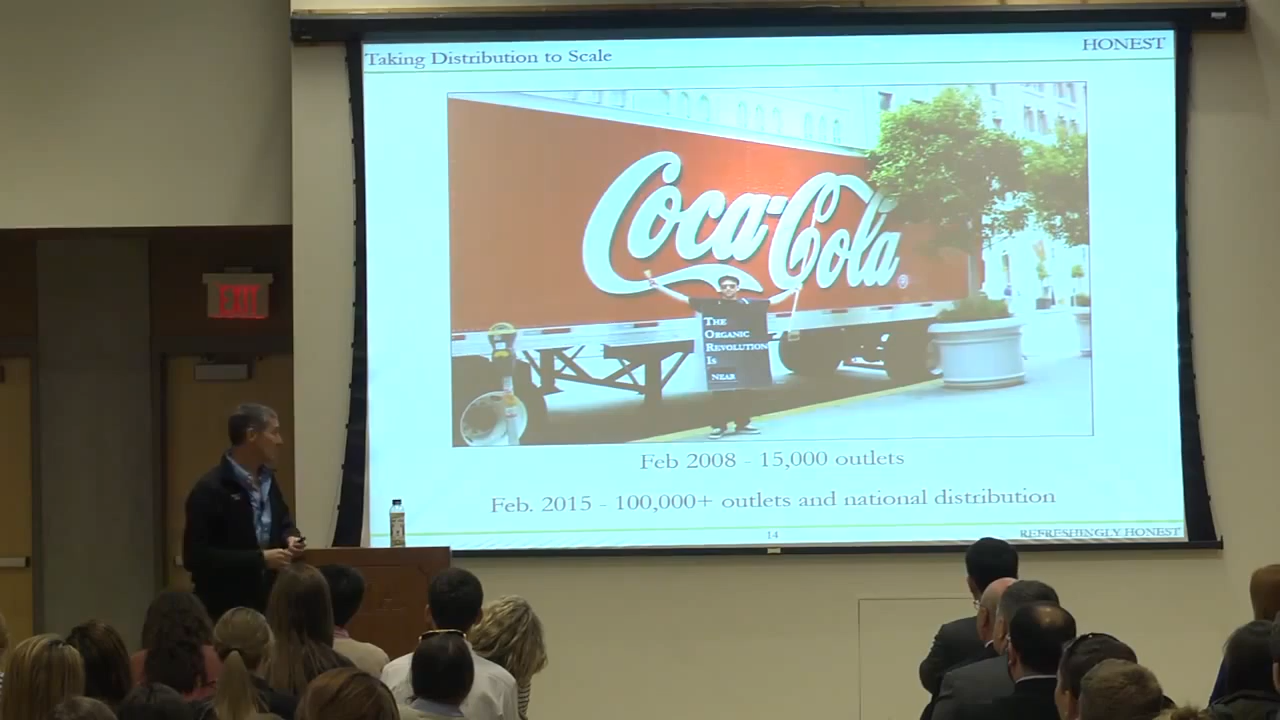 Taking Distribution to Scale
HONEST
Coca-Cola
THE
ORGANIC
REVOLUTION
IS
NEAR
Feb 2008 - 15,000 outlets
Feb. 2015 - 100,000+ outlets and national distribution
14
REFRESHINGLY HONEST
EXIT